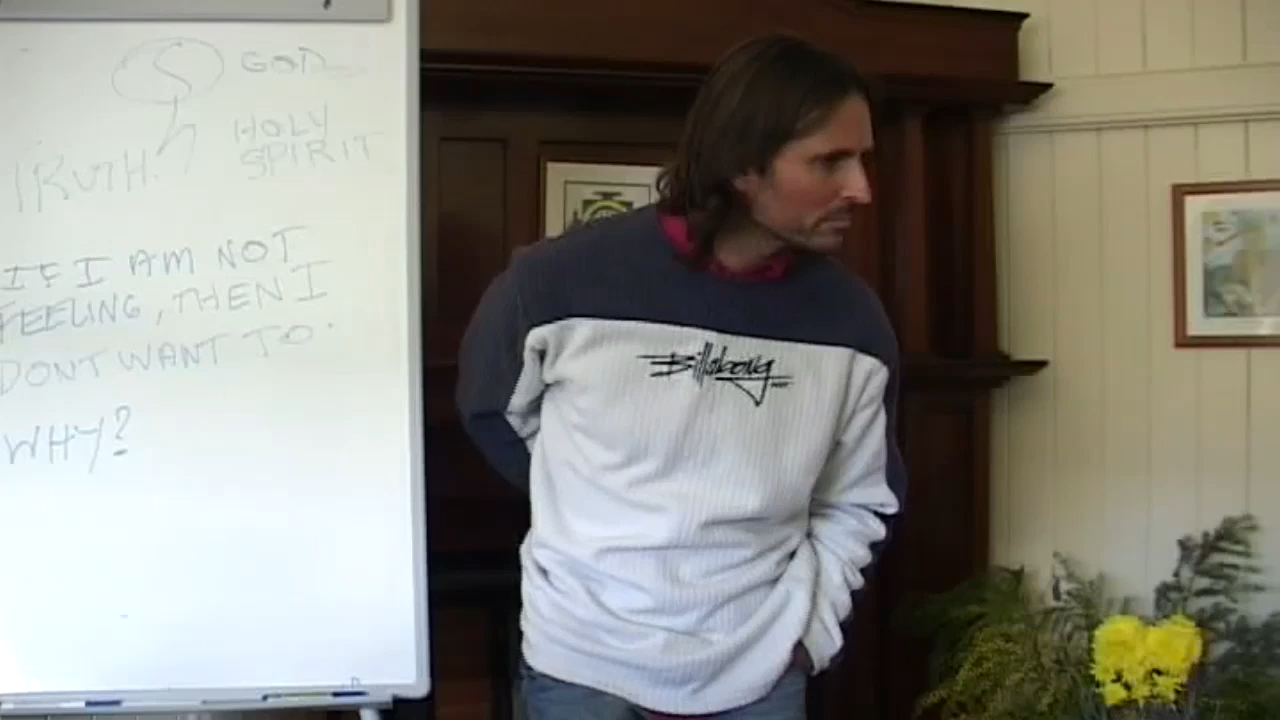 S
GOD
HOLY
SPIRIT
TRUTH.
IF I AM NOT
FEELING, THEN I
DONT WANT TO.
WHY?
Billabong